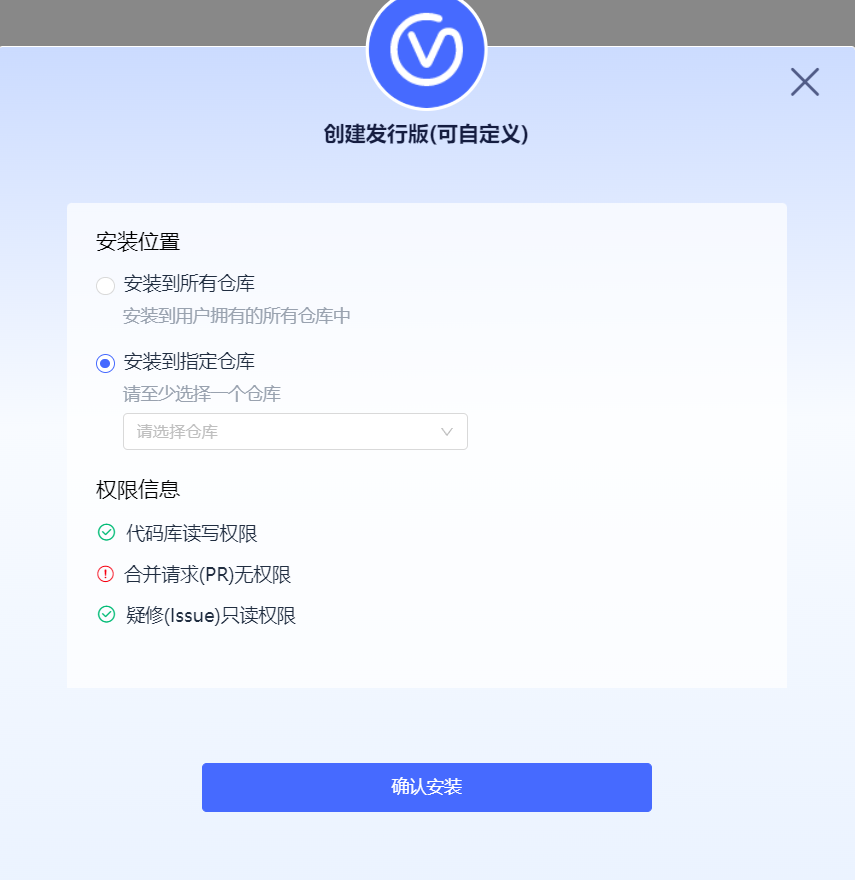 创建发行版(可自定义)
安装位置
安装到所有仓库
安装到用户拥有的所有仓库中
安装到指定仓库
请至少选择一个仓库
请选择仓库
权限信息
代码库读写权限
合并请求(PR)无权限
疑修(Issue)只读权限
确认安装